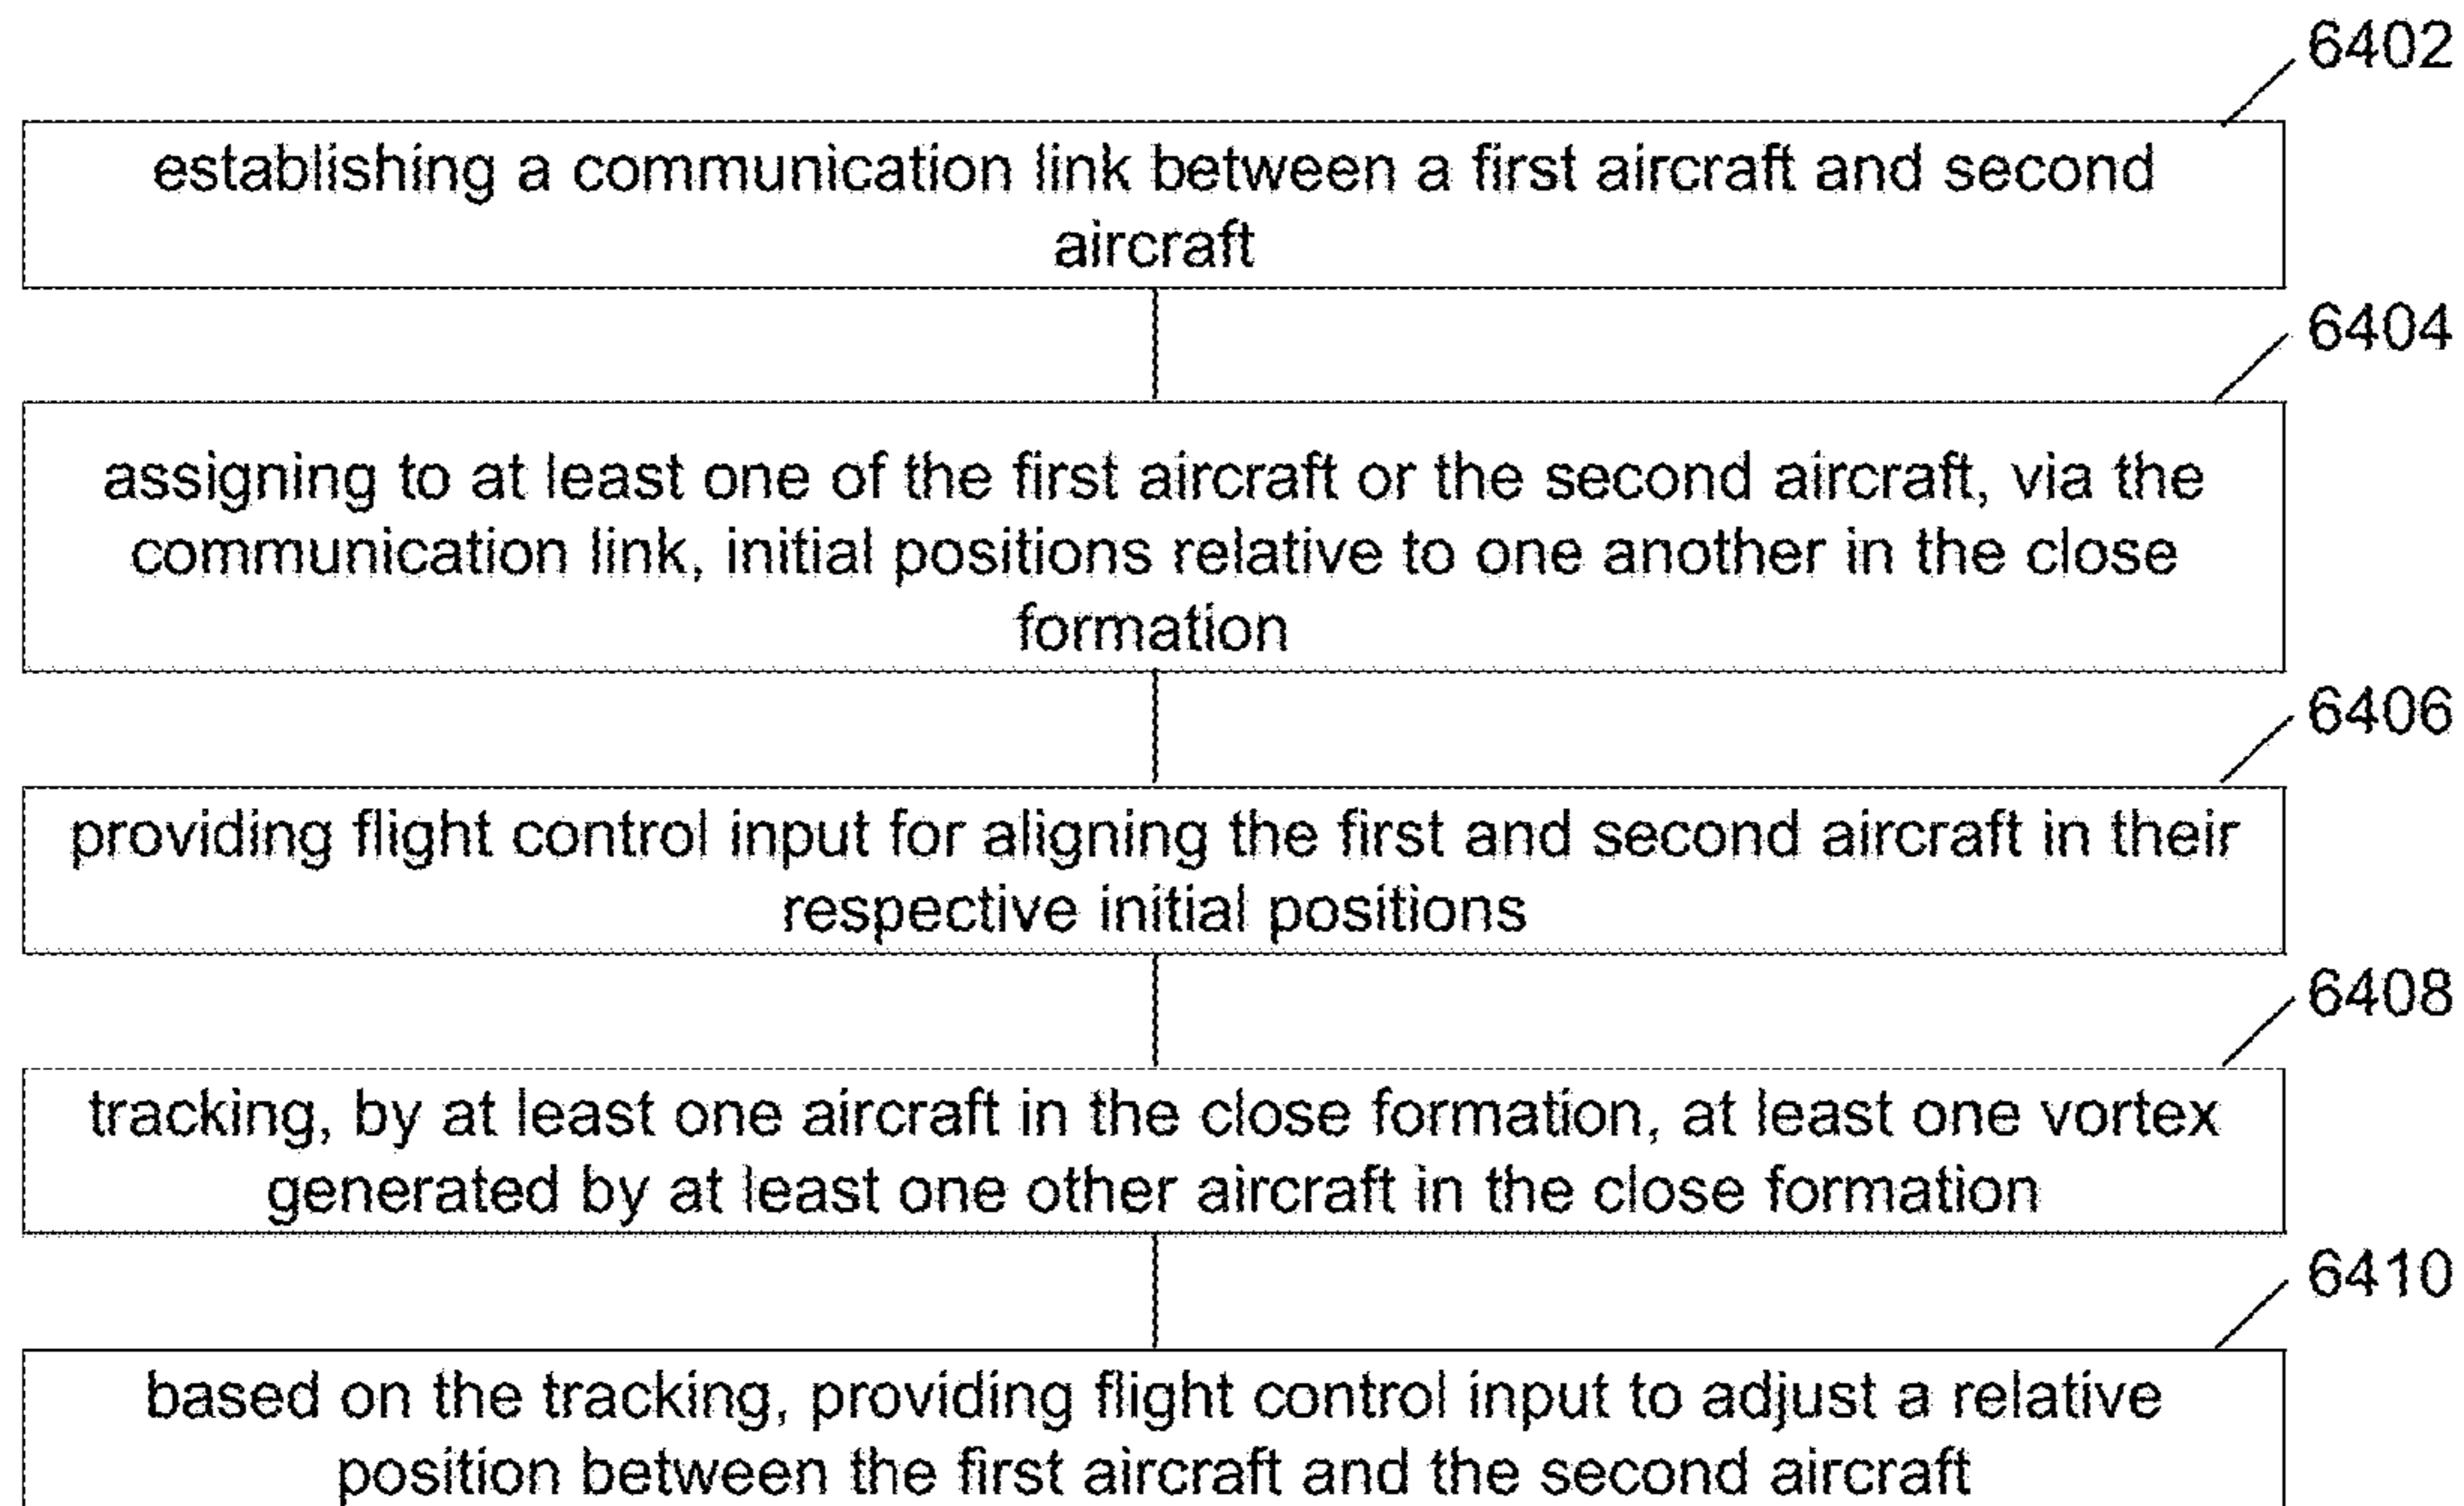 6402
establishing a communication link between a first aircraft and second
aircraft
6404
assigning to at least one of the first aircraft or the second aircraft, via the
communication link, initial positions relative to one another in the close
formation
6406
providing flight control input for aligning the first and second aircraft in their
respective initial positions
6408
tracking, by at least one aircraft in the close formation, at least one vortex
generated by at least one other aircraft in the close formation
6410
based on the tracking, providing flight control input to adjust a relative
position between the first aircraft and the second aircraft